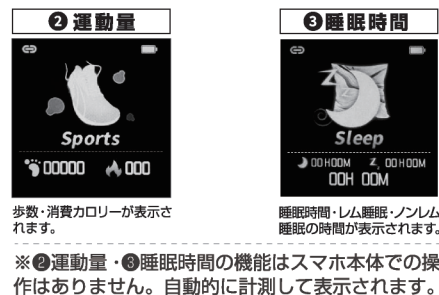 ❷運動量
Sports
00000 000
歩数・消費カロリーが表示さ
れます。
❸睡眠時間
Sleep
00H00M Z 00H00M
00H 00M
睡眠時間・レム睡眠・ノンレム
睡眠の時間が表示されます。
※❷運動量・❸睡眠時間の機能はスマホ本体での操
作はありません。自動的に計測して表示されます。